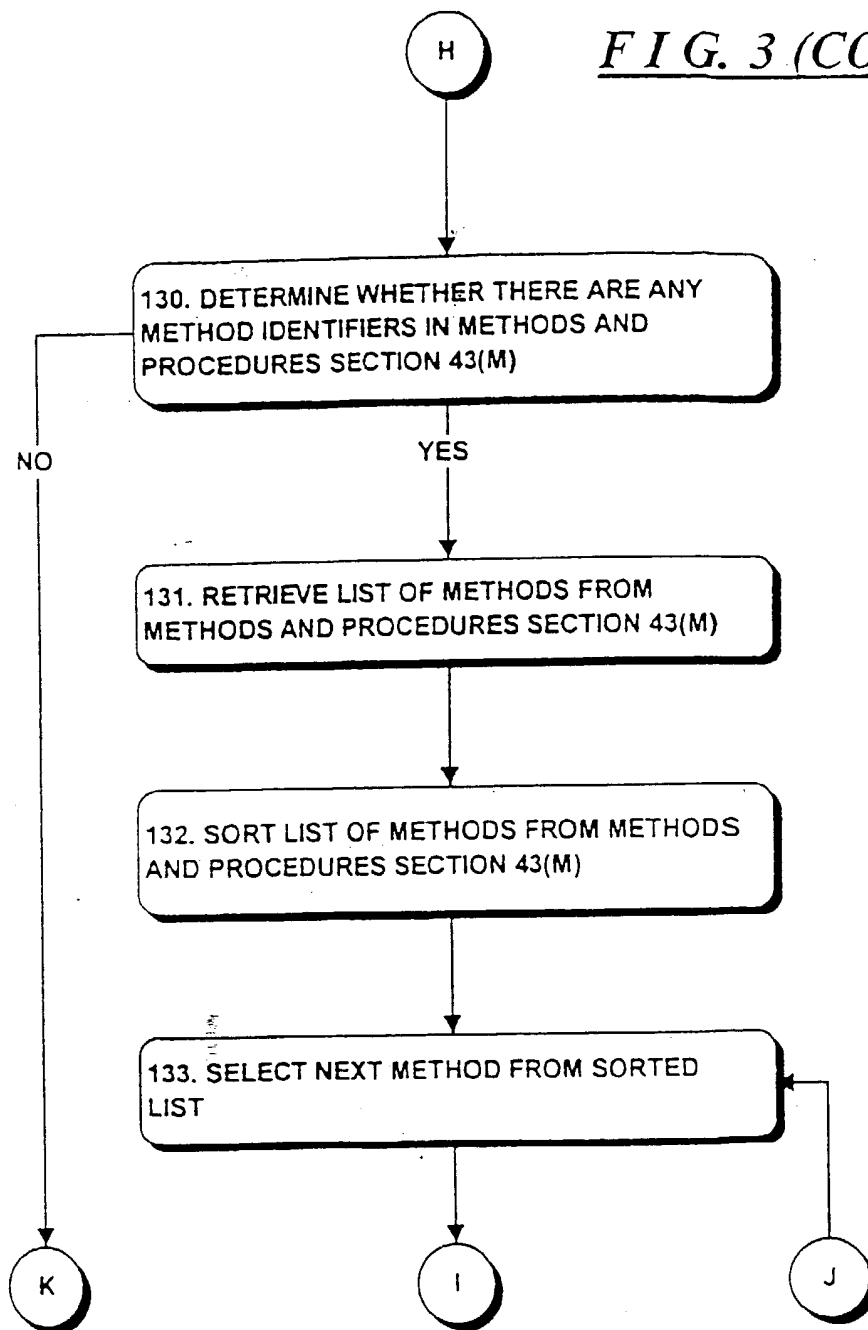 H
F I G. 3 (CO
130. DETERMINE WHETHER THERE ARE ANY
METHOD IDENTIFIERS IN METHODS AND
PROCEDURES SECTION 43(M)
NO
YES
131. RETRIEVE LIST OF METHODS FROM
METHODS AND PROCEDURES SECTION 43(M)
132. SORT LIST OF METHODS FROM METHODS
AND PROCEDURES SECTION 43(M)
133. SELECT NEXT METHOD FROM SORTED
LIST
K
I
J